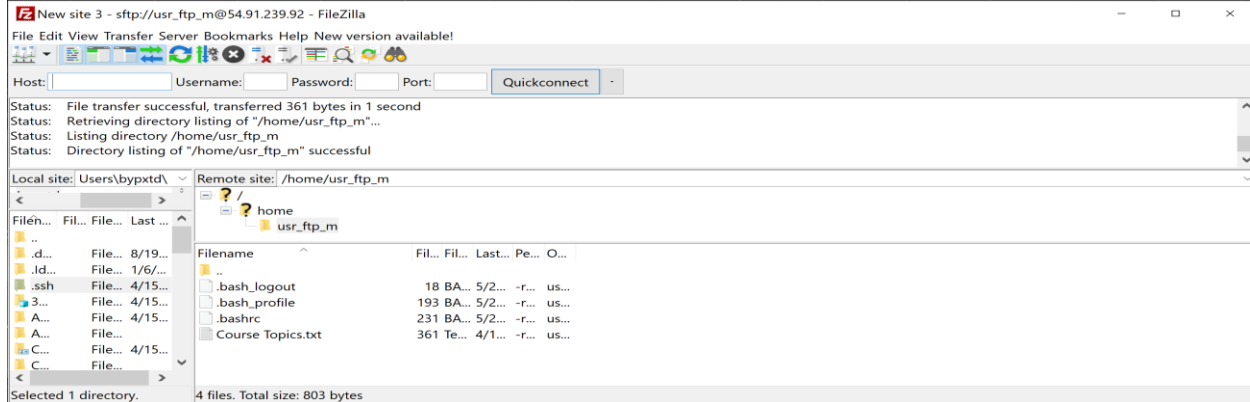 New site 3 - sftp://usr_ftp_m@54.91.239.92 - FileZilla
File Edit View Transfer Server Bookmarks Help New version available!
Host: Username: Password: Port: Quickconnect
Status: File transfer successful, transferred 361 bytes in 1 second
Status: Retrieving directory listing of "/home/usr_ftp_m"...
Status: Listing directory /home/usr_ftp_m
Status: Directory listing of "/home/usr_ftp_m" successful
Local site: Users\bypxtd\
Filen... Fil... File... Last ...
..
.d... File... 8/19...
.ld... File... 1/6/...
.ssh File... 4/15...
3... File... 4/15...
A... File... 4/15...
A... File...
C... File... 4/15...
C... File...
Selected 1 directory.
Remote site: /home/usr_ftp_m
/
home
usr_ftp_m
Filename Fil... Fil... Last... Pe... O...
..
.bash_logout 18 BA... 5/2... -r... us...
.bash_profile 193 BA... 5/2... -r... us...
.bashrc 231 BA... 5/2... -r... us...
Course Topics.txt 361 Te... 4/1... -r... us...
4 files. Total size: 803 bytes